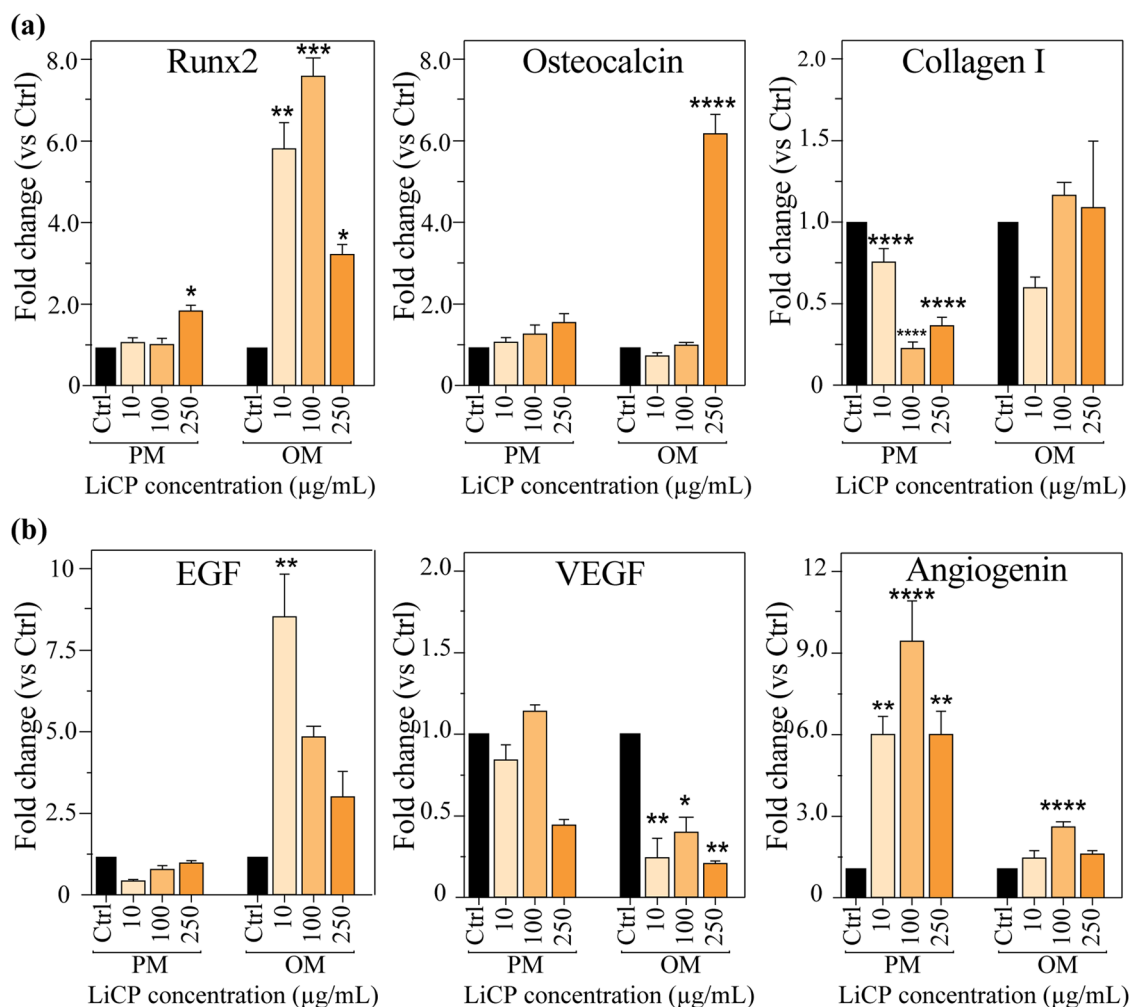 (a)
Runx2
Fold change (vs Ctrl)
8.0
6.0
4.0
2.0
0
*
**
***
*
Ctrl 10 100 250 Ctrl 10 100 250
PM OM
LiCP concentration (µg/mL)
Osteocalcin
Fold change (vs Ctrl)
8.0
6.0
4.0
2.0
0
****
Ctrl 10 100 250 Ctrl 10 100 250
PM OM
LiCP concentration (µg/mL)
Collagen I
Fold change (vs Ctrl)
2.0
1.5
1.0
0.5
0
****
****
****
Ctrl 10 100 250 Ctrl 10 100 250
PM OM
LiCP concentration (µg/mL)
(b)
EGF
Fold change (vs Ctrl)
10
7.5
5.0
2.5
0
**
Ctrl 10 100 250 Ctrl 10 100 250
PM OM
LiCP concentration (µg/mL)
VEGF
Fold change (vs Ctrl)
2.0
1.5
1.0
0.5
0
**
*
**
Ctrl 10 100 250 Ctrl 10 100 250
PM OM
LiCP concentration (µg/mL)
Angiogenin
Fold change (vs Ctrl)
12
9.0
6.0
3.0
0
**
****
**
****
Ctrl 10 100 250 Ctrl 10 100 250
PM OM
LiCP concentration (µg/mL)